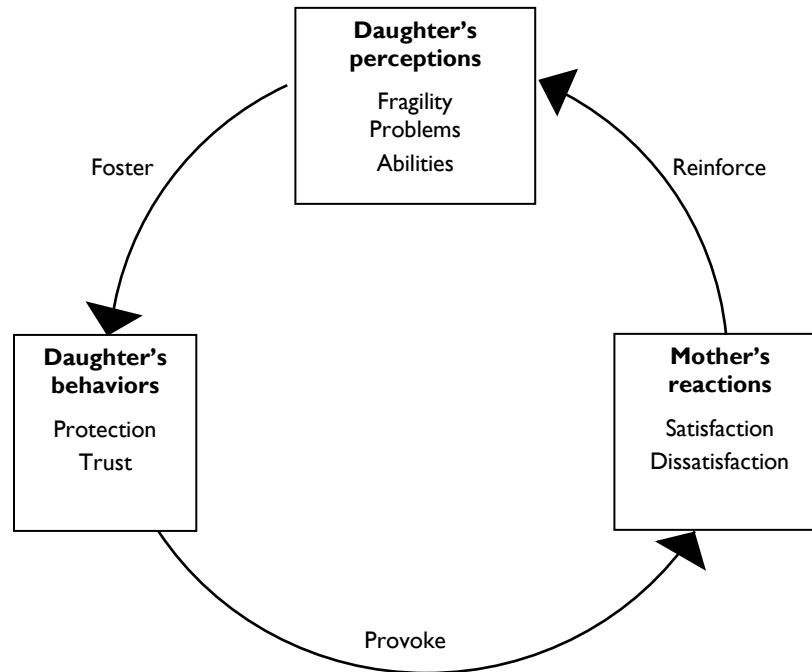 Daughter's
perceptions
Fragility
Problems
Abilities
Foster
Reinforce
Daughter's
behaviors
Protection
Trust
Mother's
reactions
Satisfaction
Dissatisfaction
Provoke